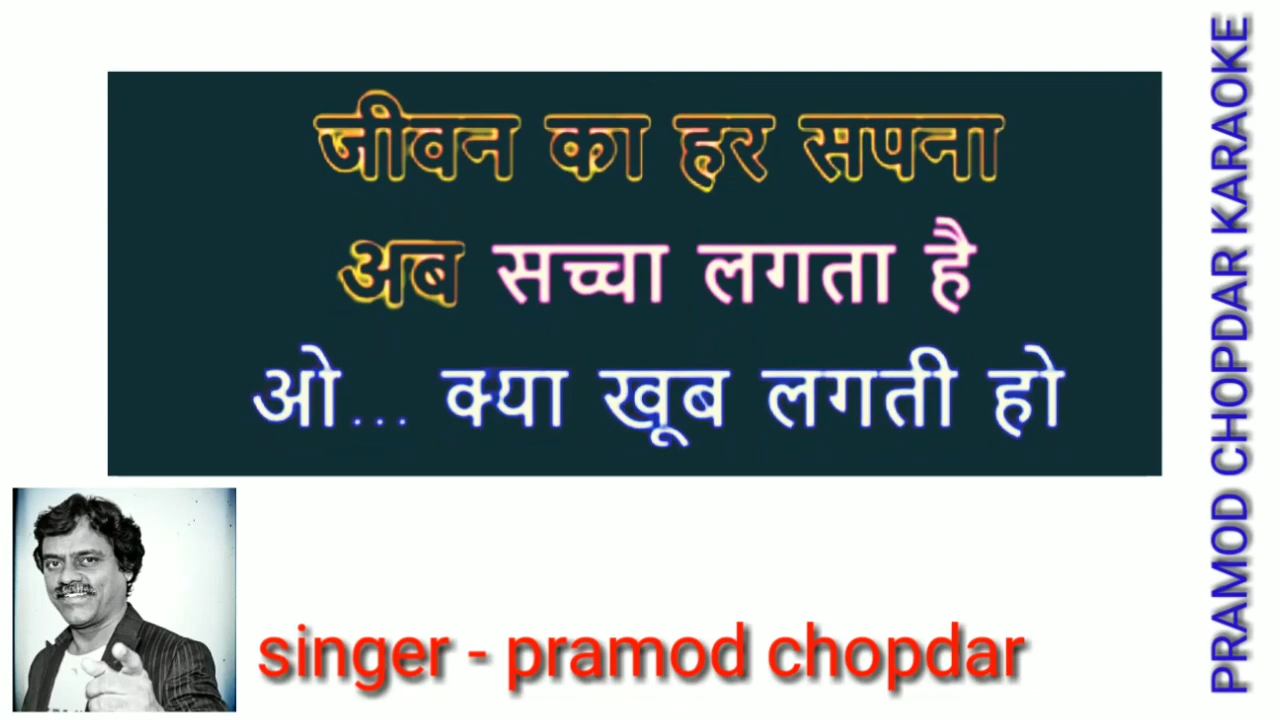 जीवन का हर सपना
अब सच्चा लगता है
ओ... क्या खूब लगती हो
singer - pramod chopdar
PRAMOD CHOPDAR KARAOKE